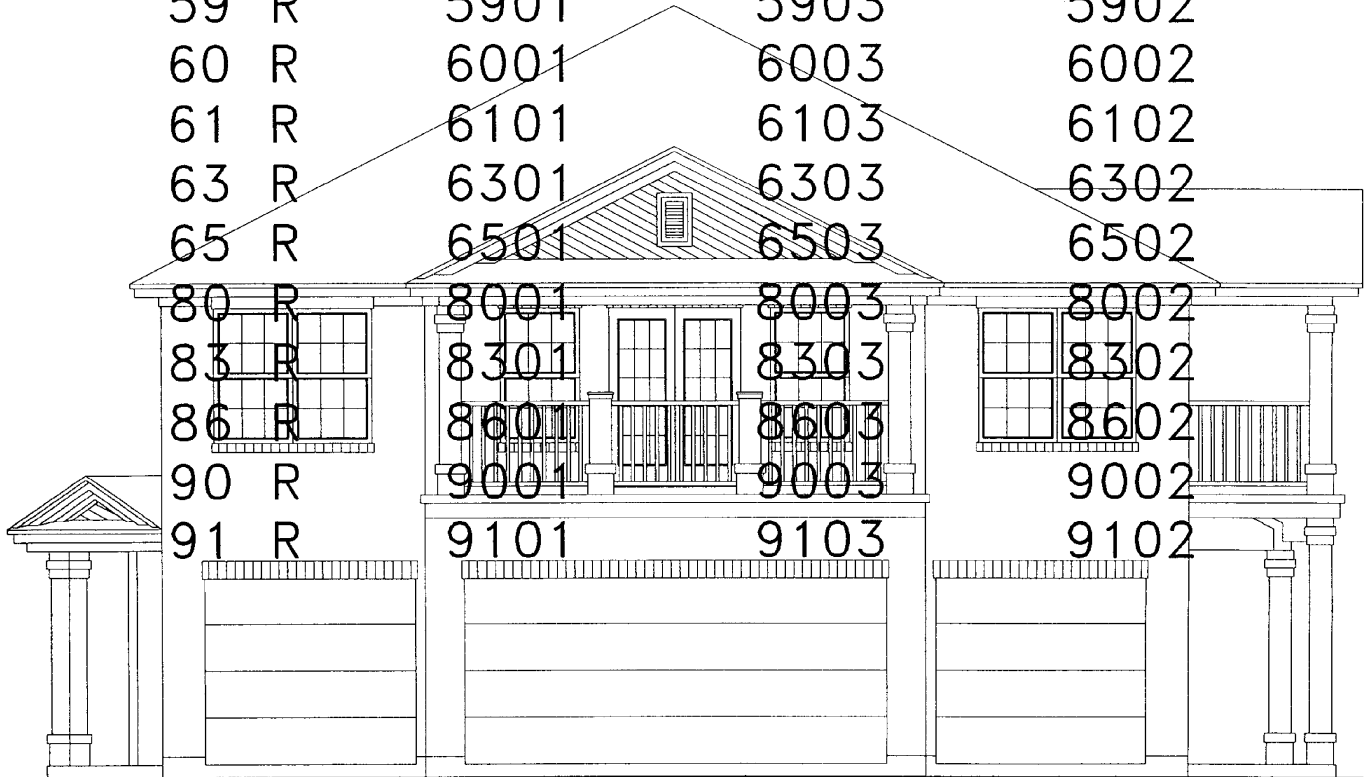 59 R 5901 5903 5902
60 R 6001 6003 6002
61 R 6101 6103 6102
63 R 6301 6303 6302
65 R 6501 6503 6502
80 R 8001 8003 8002
83 R 8301 8303 8302
86 R 8601 8603 8602
90 R 9001 9003 9002
91 R 9101 9103 9102